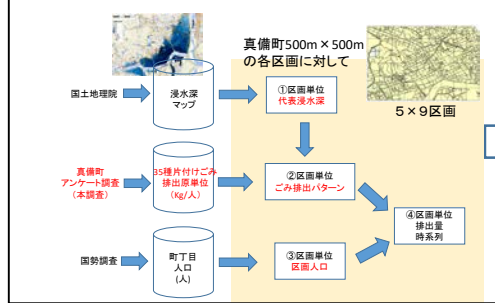 真備町500m×500m
の各区画に対して
国土地理院
浸水深
マップ
①区画単位
代表浸水深
5×9区画
真備町
アンケート調査
(本調査)
35種片付けごみ
排出原単位
(Kg/人)
②区画単位
ごみ排出パターン
④区画単位
排出量
時系列
国勢調査
町丁目
人口
(人)
③区画単位
区画人口